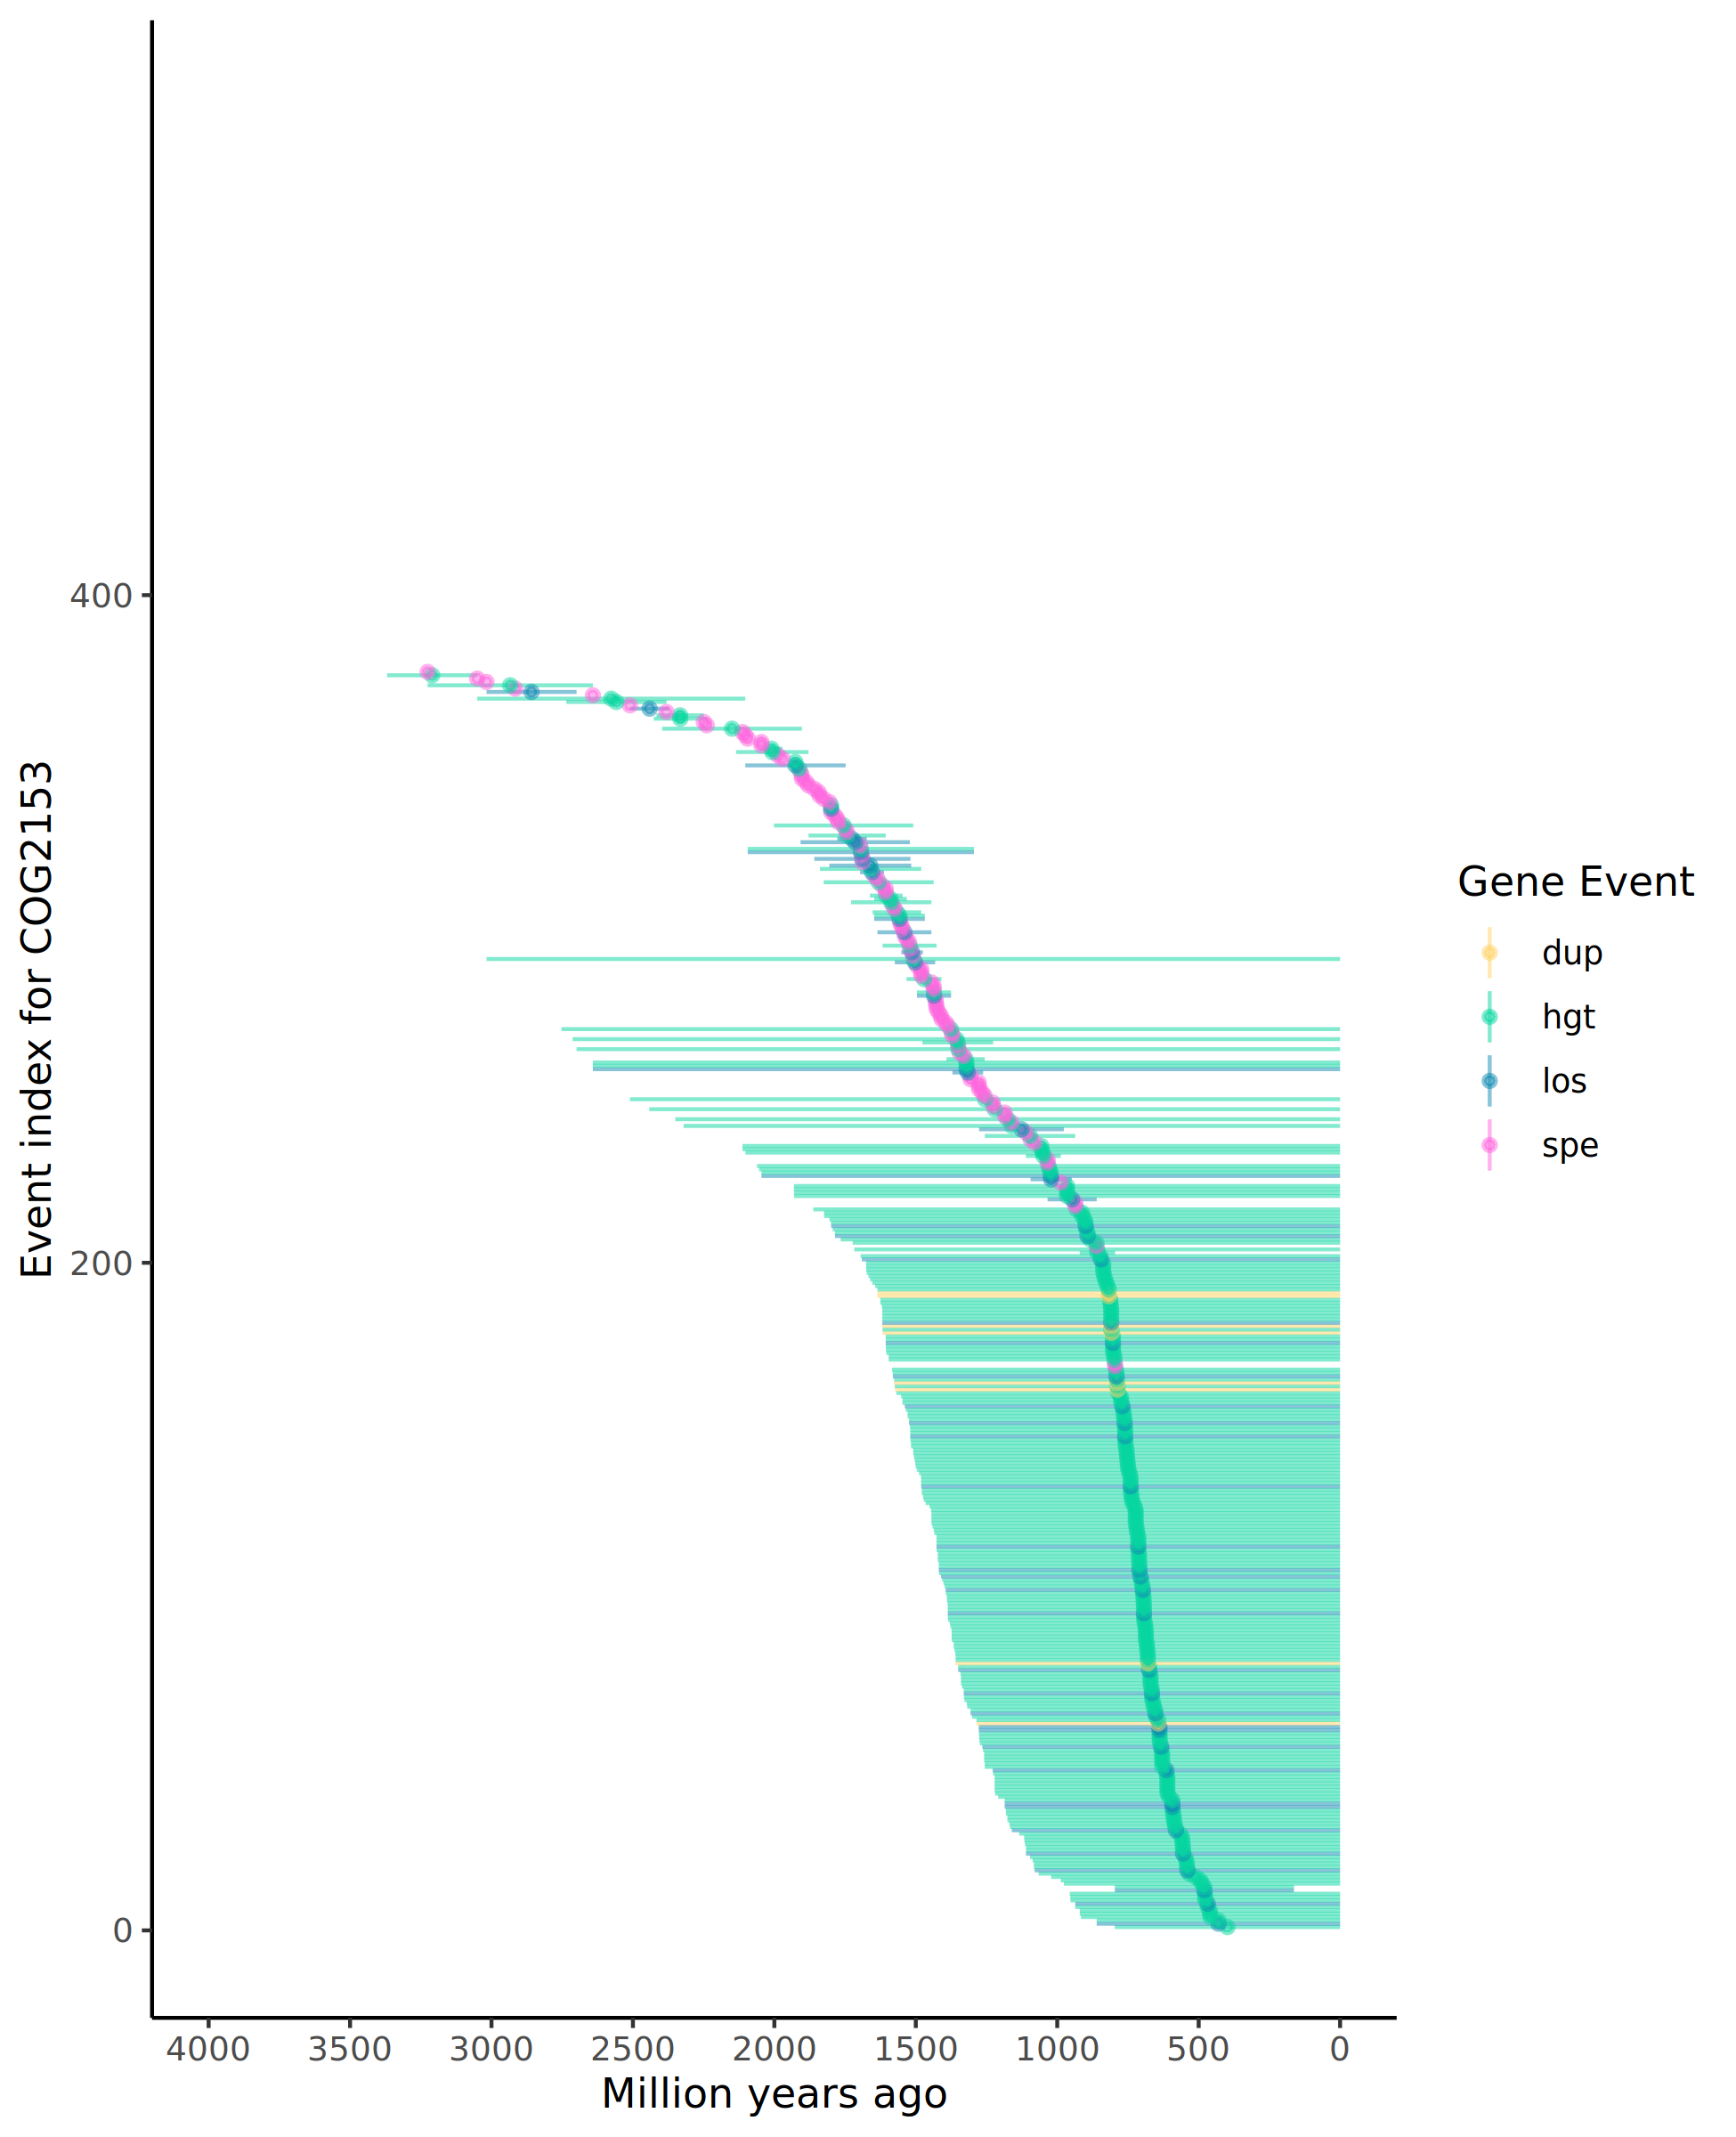 Event index for COG2153
400
200
0
4000 3500 3000 2500 2000 1500 1000 500 0
Million years ago
Gene Event
dup
hgt
los
spe